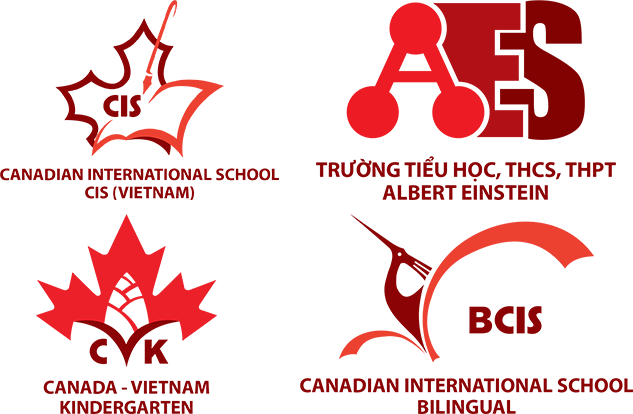 CIS
CANADIAN INTERNATIONAL SCHOOL
CIS (VIETNAM)
AES
TRƯỜNG TIỂU HỌC, THCS, THPT
ALBERT EINSTEIN
CVK
CANADA - VIETNAM
KINDERGARTEN
BCIS
CANADIAN INTERNATIONAL SCHOOL
BILINGUAL